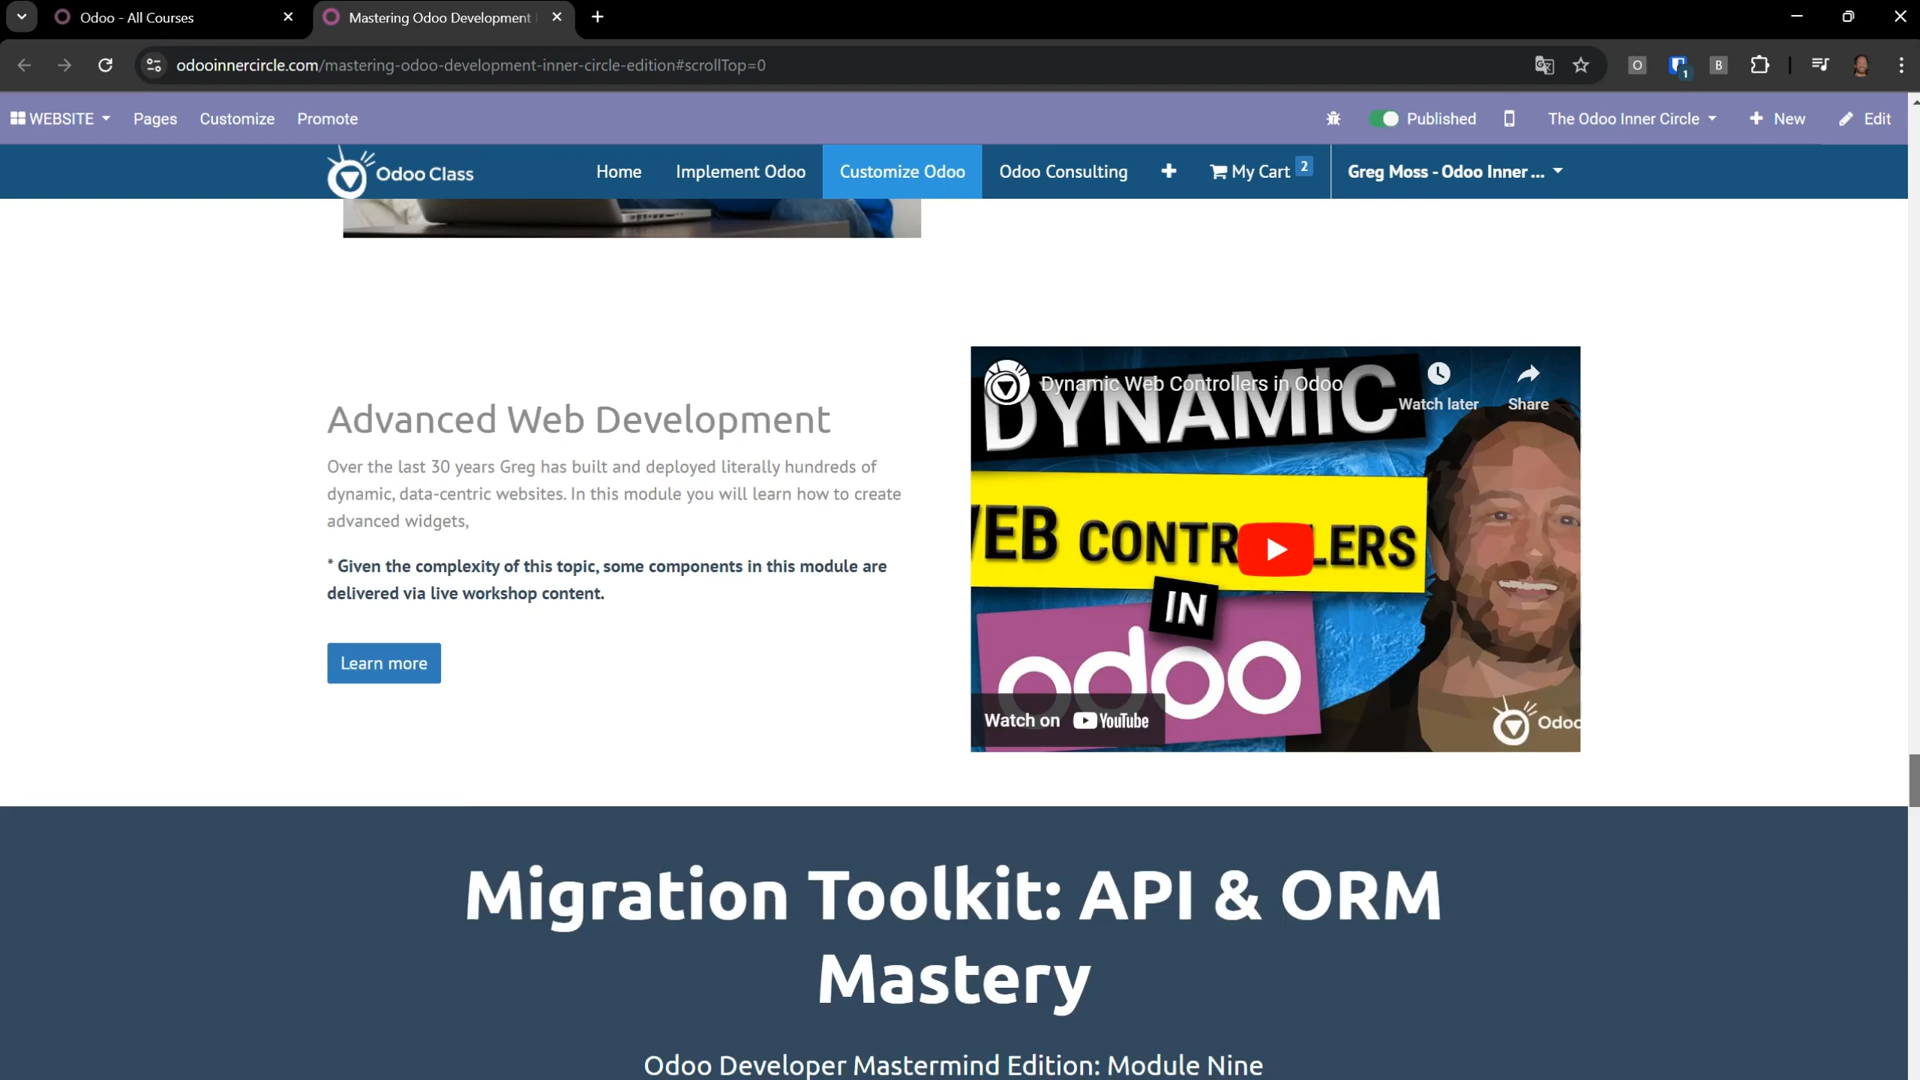 Odoo - All Courses
Mastering Odoo Development
odooinnercircle.com/mastering-odoo-development-inner-circle-edition#scrollTop=0
O
1
B
WEBSITE Pages Customize Promote
Published The Odoo Inner Circle New Edit
Odoo Class
Home Implement Odoo Customize Odoo Odoo Consulting My Cart 2 Greg Moss - Odoo Inner ...
Advanced Web Development
Over the last 30 years Greg has built and deployed literally hundreds of
dynamic, data-centric websites. In this module you will learn how to create
advanced widgets,
* Given the complexity of this topic, some components in this module are
delivered via live workshop content.
Learn more
Dynamic Web Controllers in Odoo
Watch later
Share
DYNAMIC
WEB CONTROLLERS
IN
odoo
Watch on YouTube
Odoo
Migration Toolkit: API & ORM
Mastery
Odoo Developer Mastermind Edition: Module Nine